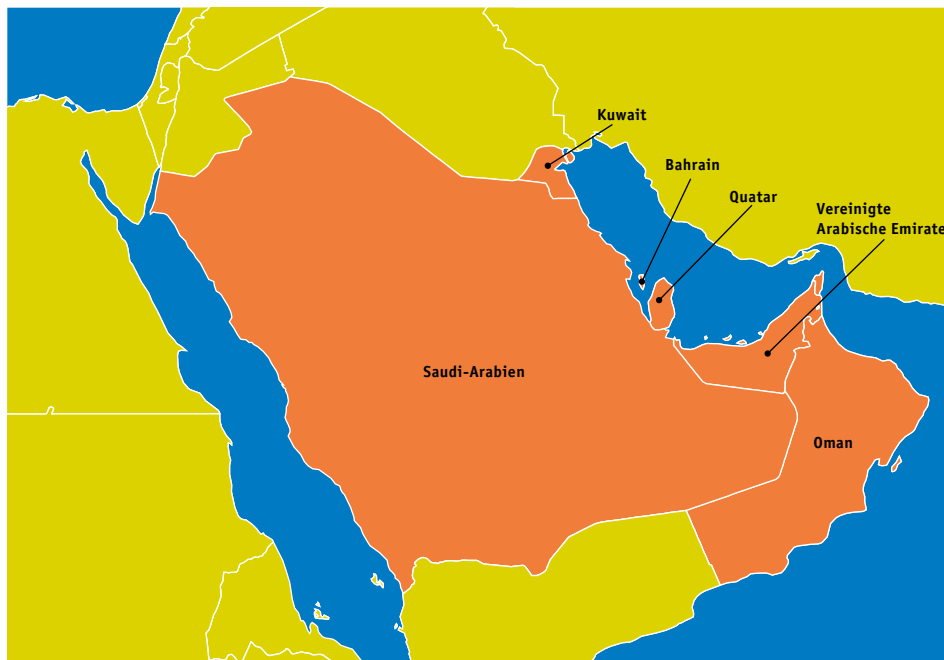 Kuwait
Bahrain
Quatar
Vereinigte
Arabische Emirate
Saudi-Arabien
Oman